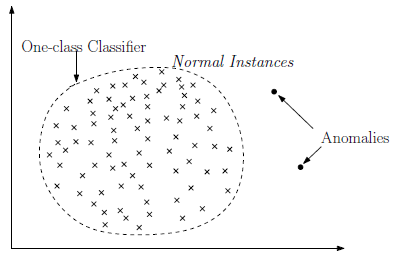 One-class Classifier
Normal Instances
Anomalies